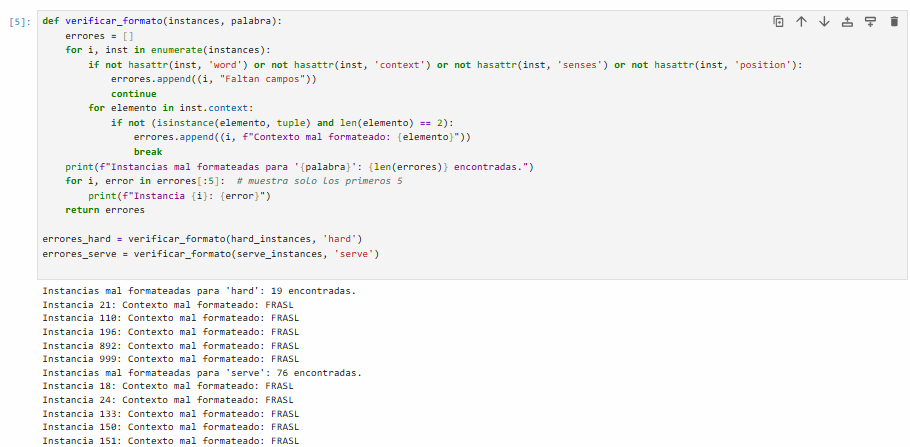 [5]: def verificar_formato(instances, palabra):
    errores = []
    for i, inst in enumerate(instances):
        if not hasattr(inst, 'word') or not hasattr(inst, 'context') or not hasattr(inst, 'senses') or not hasattr(inst, 'position'):
            errores.append((i, "Faltan campos"))
            continue
        for elemento in inst.context:
            if not (isinstance(elemento, tuple) and len(elemento) == 2):
                errores.append((i, f"Contexto mal formateado: {elemento}"))
                break
    print(f"Instancias mal formateadas para '{palabra}': {len(errores)} encontradas.")
    for i, error in errores[:5]:  # muestra solo los primeros 5
        print(f"Instancia {i}: {error}")
    return errores

errores_hard = verificar_formato(hard_instances, 'hard')
errores_serve = verificar_formato(serve_instances, 'serve')

Instancias mal formateadas para 'hard': 19 encontradas.
Instancia 21: Contexto mal formateado: FRASL
Instancia 110: Contexto mal formateado: FRASL
Instancia 196: Contexto mal formateado: FRASL
Instancia 892: Contexto mal formateado: FRASL
Instancia 999: Contexto mal formateado: FRASL
Instancias mal formateadas para 'serve': 76 encontradas.
Instancia 18: Contexto mal formateado: FRASL
Instancia 24: Contexto mal formateado: FRASL
Instancia 133: Contexto mal formateado: FRASL
Instancia 150: Contexto mal formateado: FRASL
Instancia 151: Contexto mal formateado: FRASL